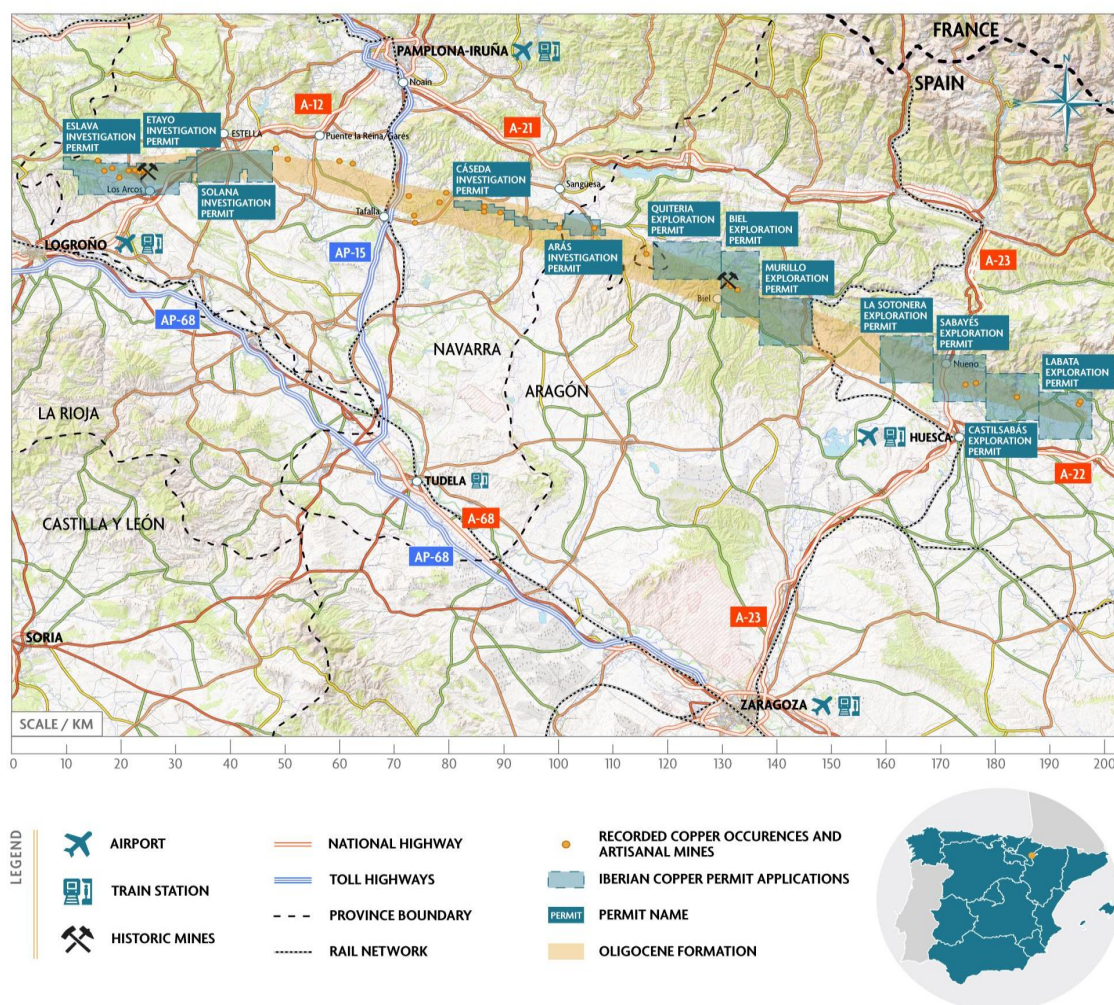 FRANCE
SPAIN
N
E
S
PAMPLONA-IRUÑA
Noain
A-12
A-21
ESLAVA
INVESTIGATION
PERMIT
ETAYO
INVESTIGATION
PERMIT
ESTELLA
Puente la Reina/Gares
Los Arcos
SOLANA
INVESTIGATION
PERMIT
CÁSEDA
INVESTIGATION
PERMIT
Sanguesa
Tafalla
ARÁS
INVESTIGATION
PERMIT
QUITERIA
EXPLORATION
PERMIT
BIEL
EXPLORATION
PERMIT
LOGROÑO
AP-15
A-23
MURILLO
EXPLORATION
PERMIT
Biel
LA SOTONERA
EXPLORATION
PERMIT
SABAYÉS
EXPLORATION
PERMIT
AP-68
NAVARRA
Nueno
LABATA
EXPLORATION
PERMIT
ARAGÓN
LA RIOJA
HUESCA
CASTILSABÁS
EXPLORATION
PERMIT
A-22
TUDELA
A-68
CASTILLA Y LEÓN
AP-68
A-23
SORIA
ZARAGOZA
SCALE / KM
0 10 20 30 40 50 60 70 80 90 100 110 120 130 140 150 160 170 180 190 200
LEGEND
AIRPORT
TRAIN STATION
HISTORIC MINES
NATIONAL HIGHWAY
TOLL HIGHWAYS
PROVINCE BOUNDARY
RAIL NETWORK
RECORDED COPPER OCCURENCES AND
ARTISANAL MINES
IBERIAN COPPER PERMIT APPLICATIONS
PERMIT
PERMIT NAME
OLIGOCENE FORMATION